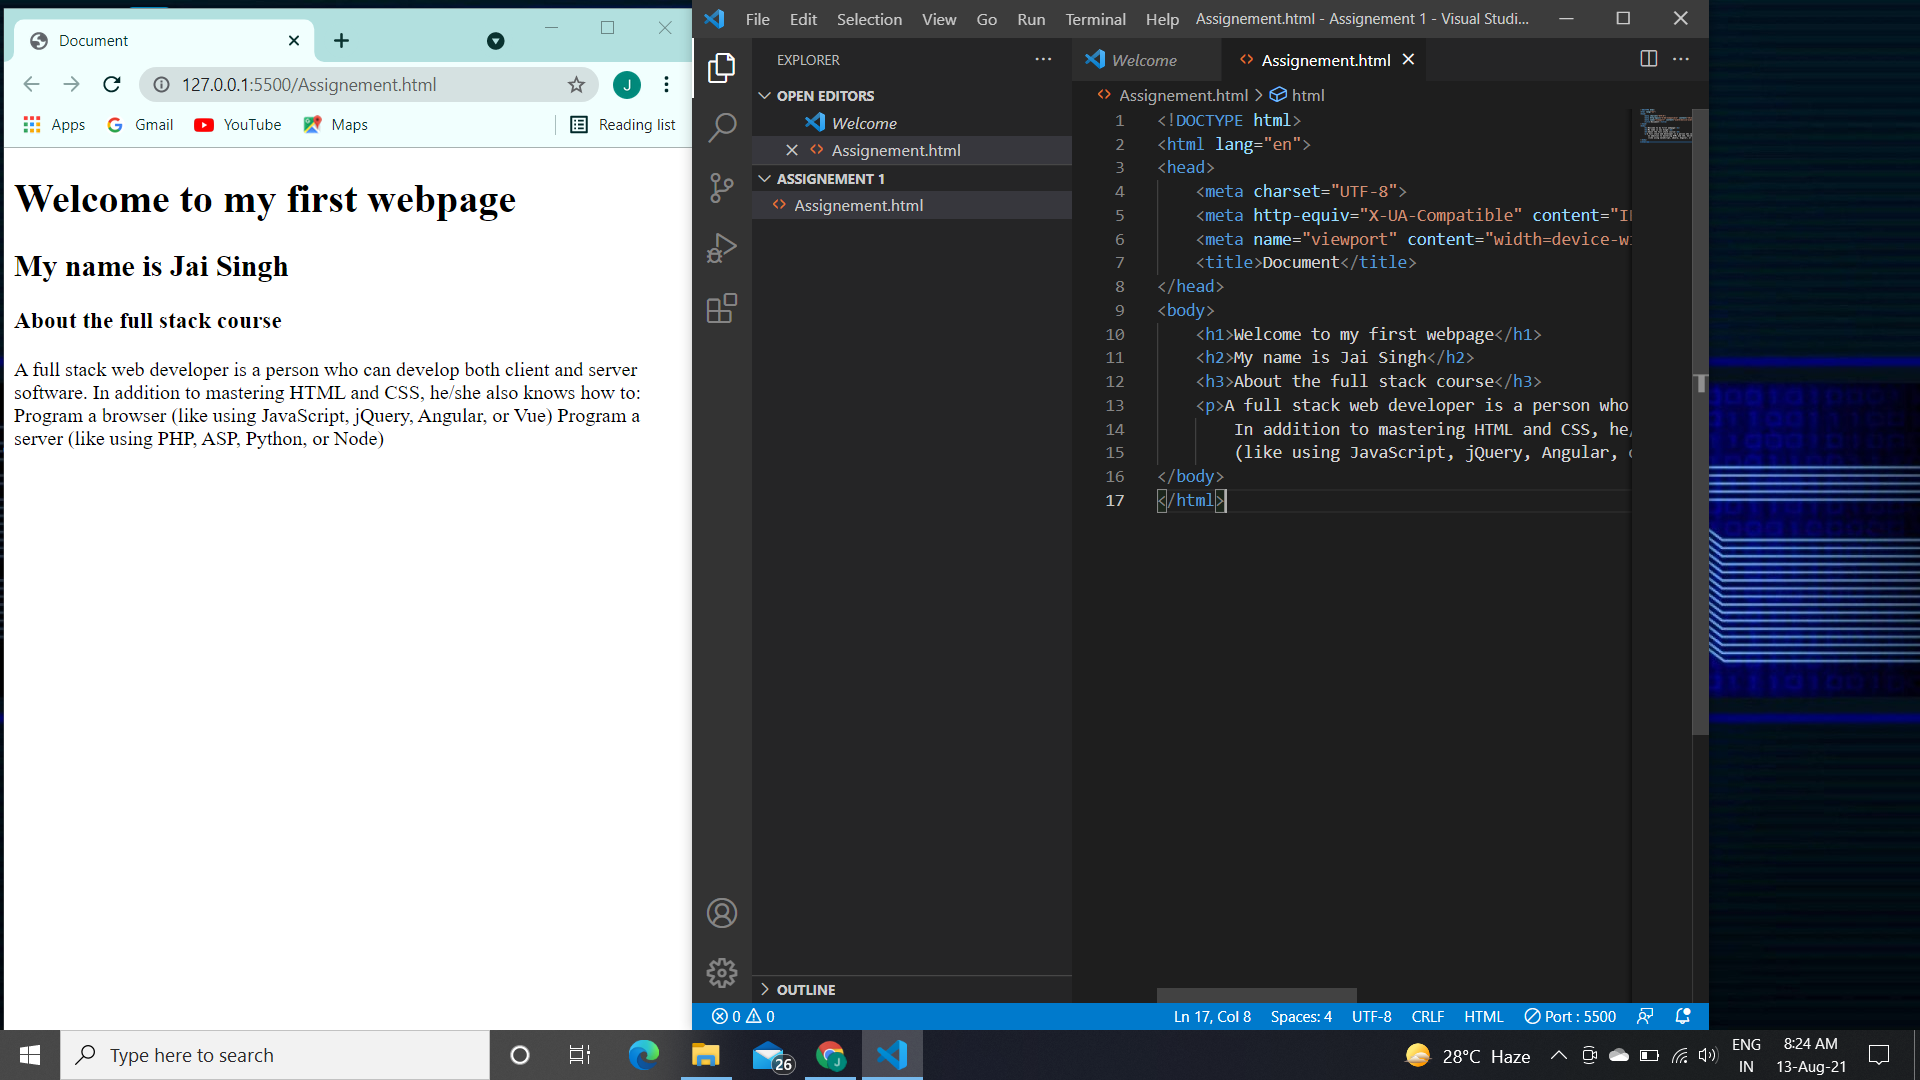 Document
127.0.0.1:5500/Assignement.html
J
Apps Gmail YouTube Maps Reading list
Welcome to my first webpage
My name is Jai Singh
About the full stack course
A full stack web developer is a person who can develop both client and server
software. In addition to mastering HTML and CSS, he/she also knows how to:
Program a browser (like using JavaScript, jQuery, Angular, or Vue) Program a
server (like using PHP, ASP, Python, or Node)
File Edit Selection View Go Run Terminal Help Assignement.html - Assignement 1 - Visual Studi...
EXPLORER
OPEN EDITORS
Welcome
Assignement.html
ASSIGNEMENT 1
Assignement.html
OUTLINE
Welcome Assignement.html
Assignement.html > html
1 <!DOCTYPE html>
2 <html lang="en">
3 <head>
4 <meta charset="UTF-8">
5 <meta http-equiv="X-UA-Compatible" content="IE
6 <meta name="viewport" content="width=device-wi
7 <title>Document</title>
8 </head>
9 <body>
10 <h1>Welcome to my first webpage</h1>
11 <h2>My name is Jai Singh</h2>
12 <h3>About the full stack course</h3>
13 <p>A full stack web developer is a person who
14 In addition to mastering HTML and CSS, he/
15 (like using JavaScript, jQuery, Angular, o
16 </body>
17 </html>
0 0 Ln 17, Col 8 Spaces: 4 UTF-8 CRLF HTML Port : 5500
Type here to search
26
J
28°C Haze
ENG
IN
8:24 AM
13-Aug-21